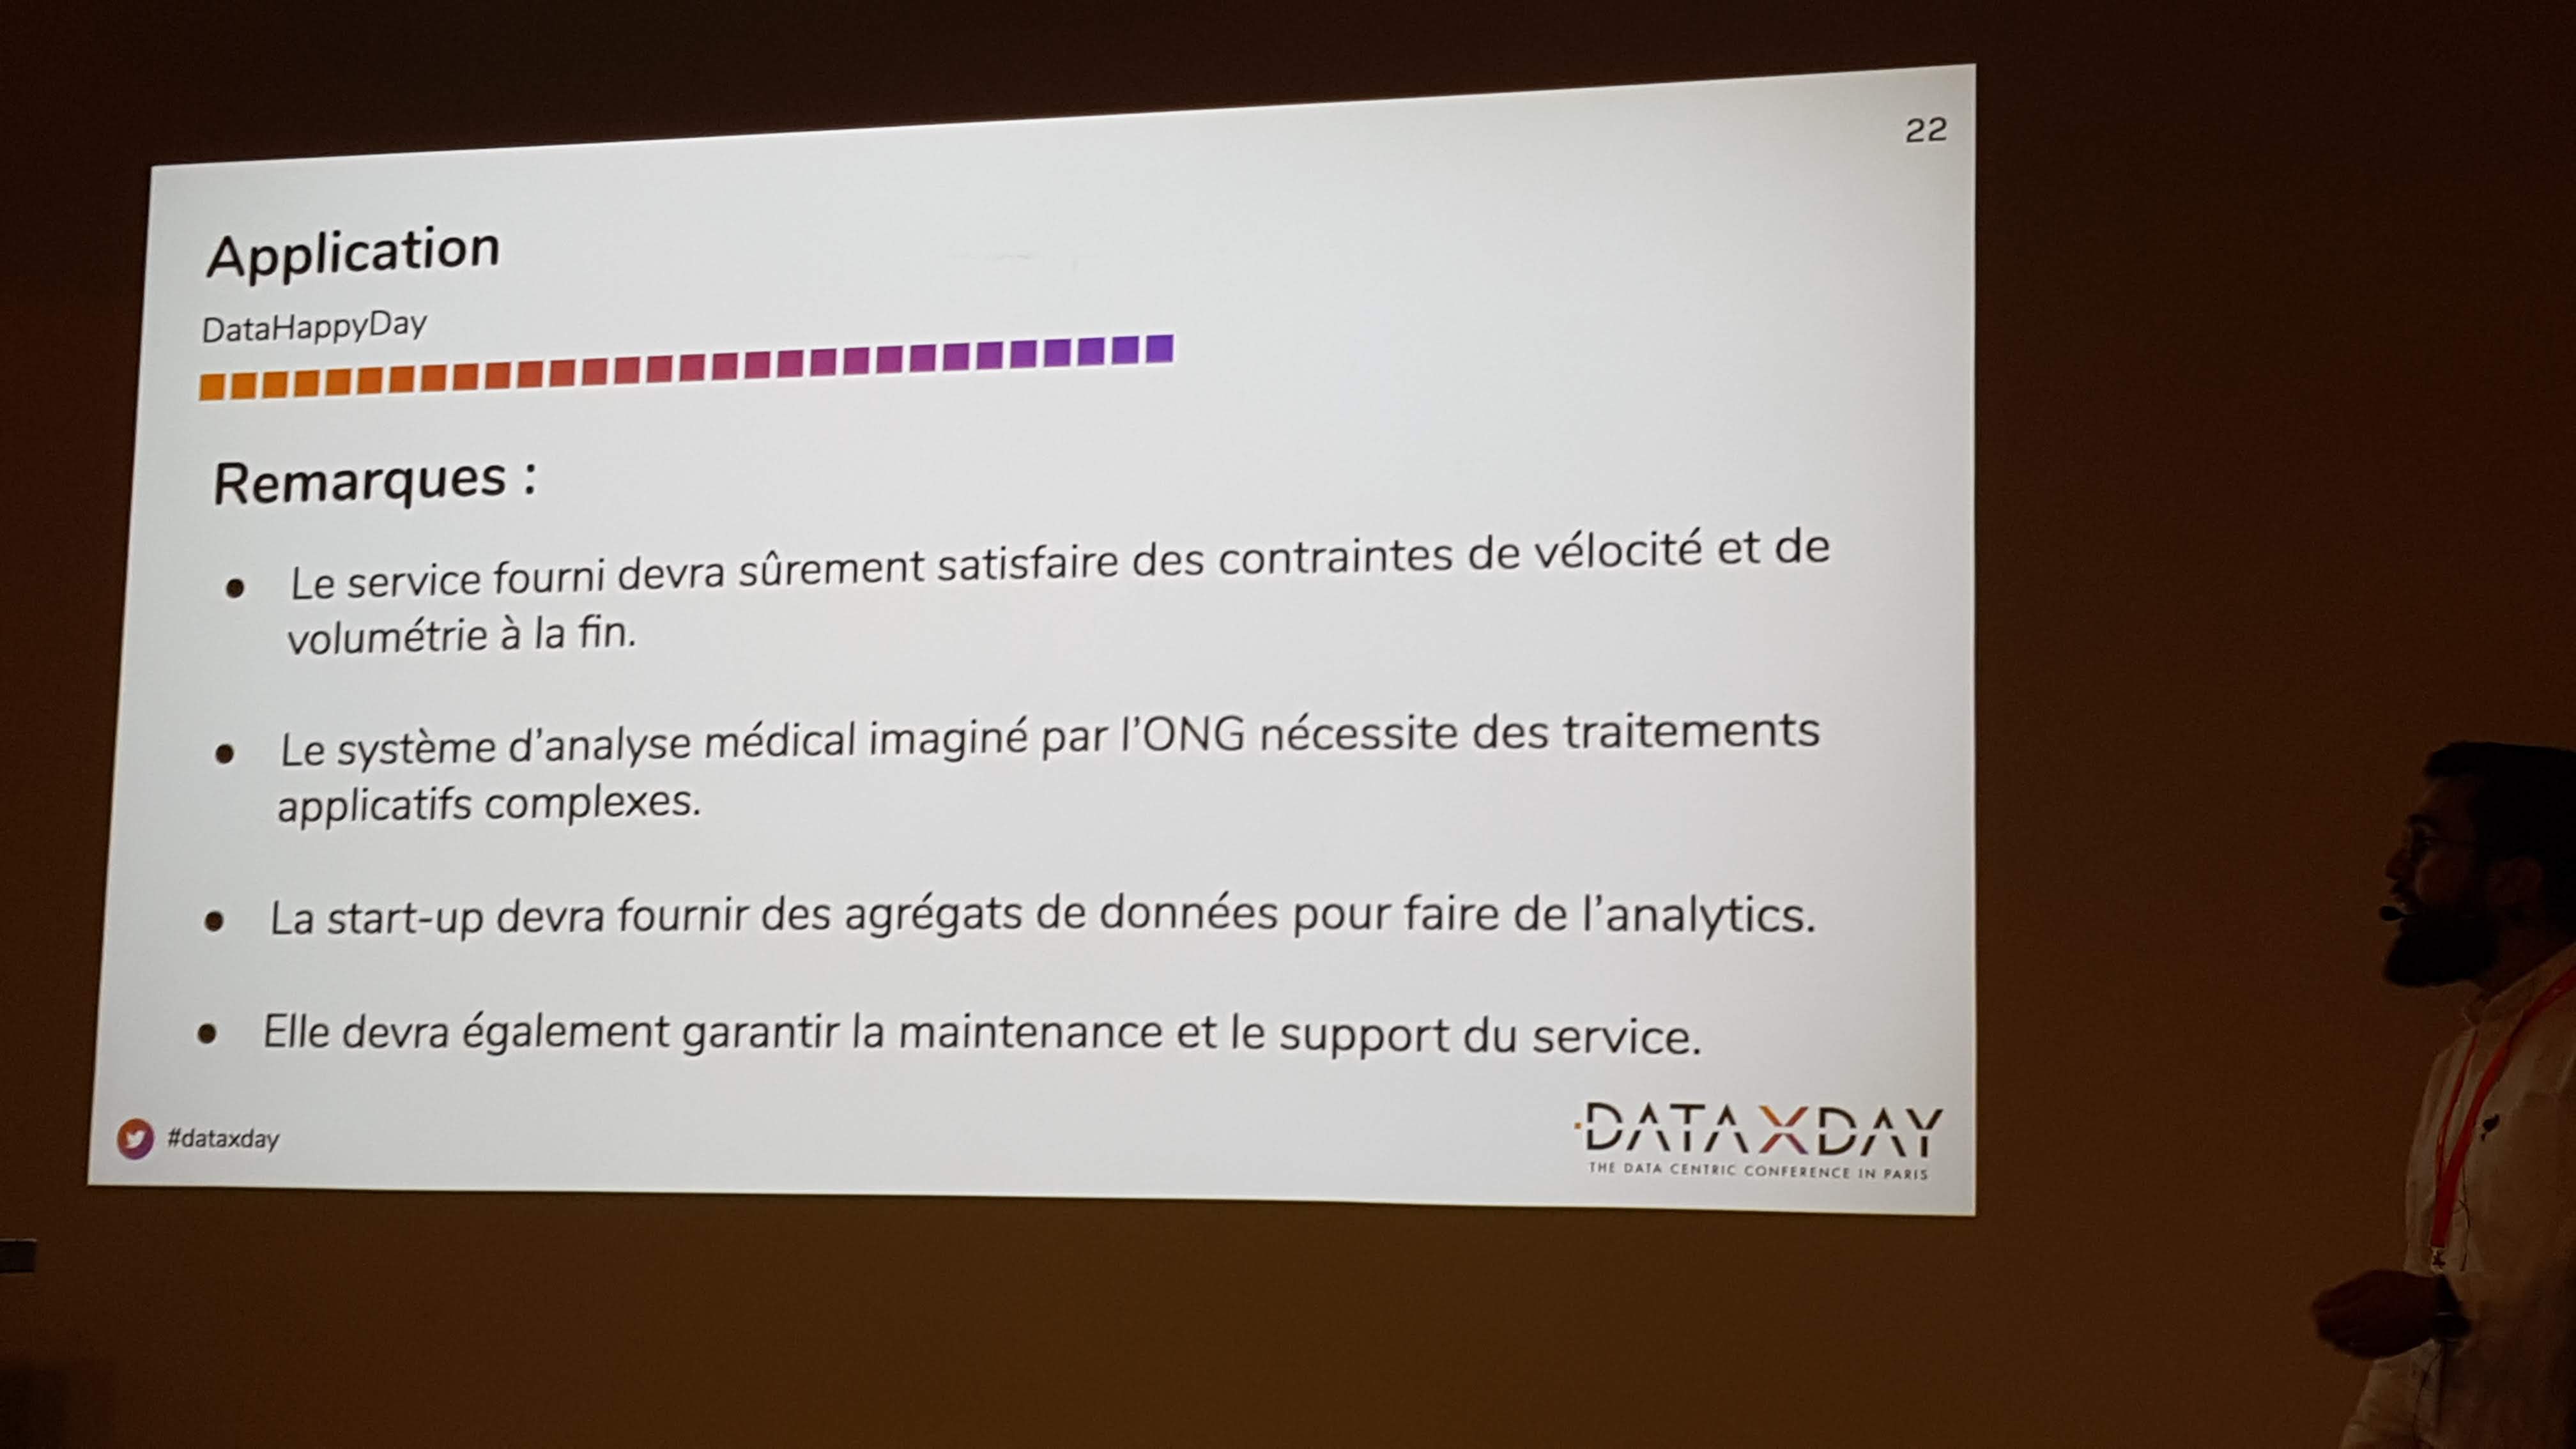 22
Application
DataHappyDay
Remarques :
● Le service fourni devra sûrement satisfaire des contraintes de vélocité et de
volumétrie à la fin.
● Le système d'analyse médical imaginé par l'ONG nécessite des traitements
applicatifs complexes.
● La start-up devra fournir des agrégats de données pour faire de l'analytics.
● Elle devra également garantir la maintenance et le support du service.
#dataxday
DATAXDAY
THE DATA CENTRIC CONFERENCE IN PARIS